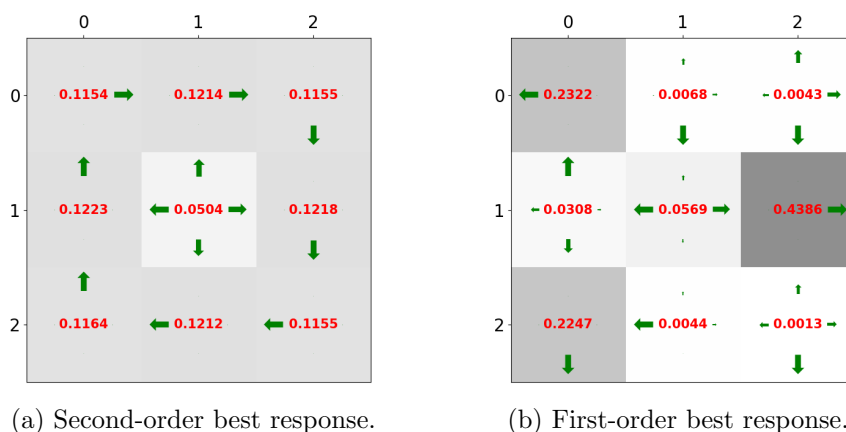 0 1 2
0 0.1154 0.1214 0.1155
1 0.1223 0.0504 0.1218
2 0.1164 0.1212 0.1155
(a) Second-order best response.
0 1 2
0 0.2322 0.0068 0.0043
1 0.0308 0.0569 0.4386
2 0.2247 0.0044 0.0013
(b) First-order best response.